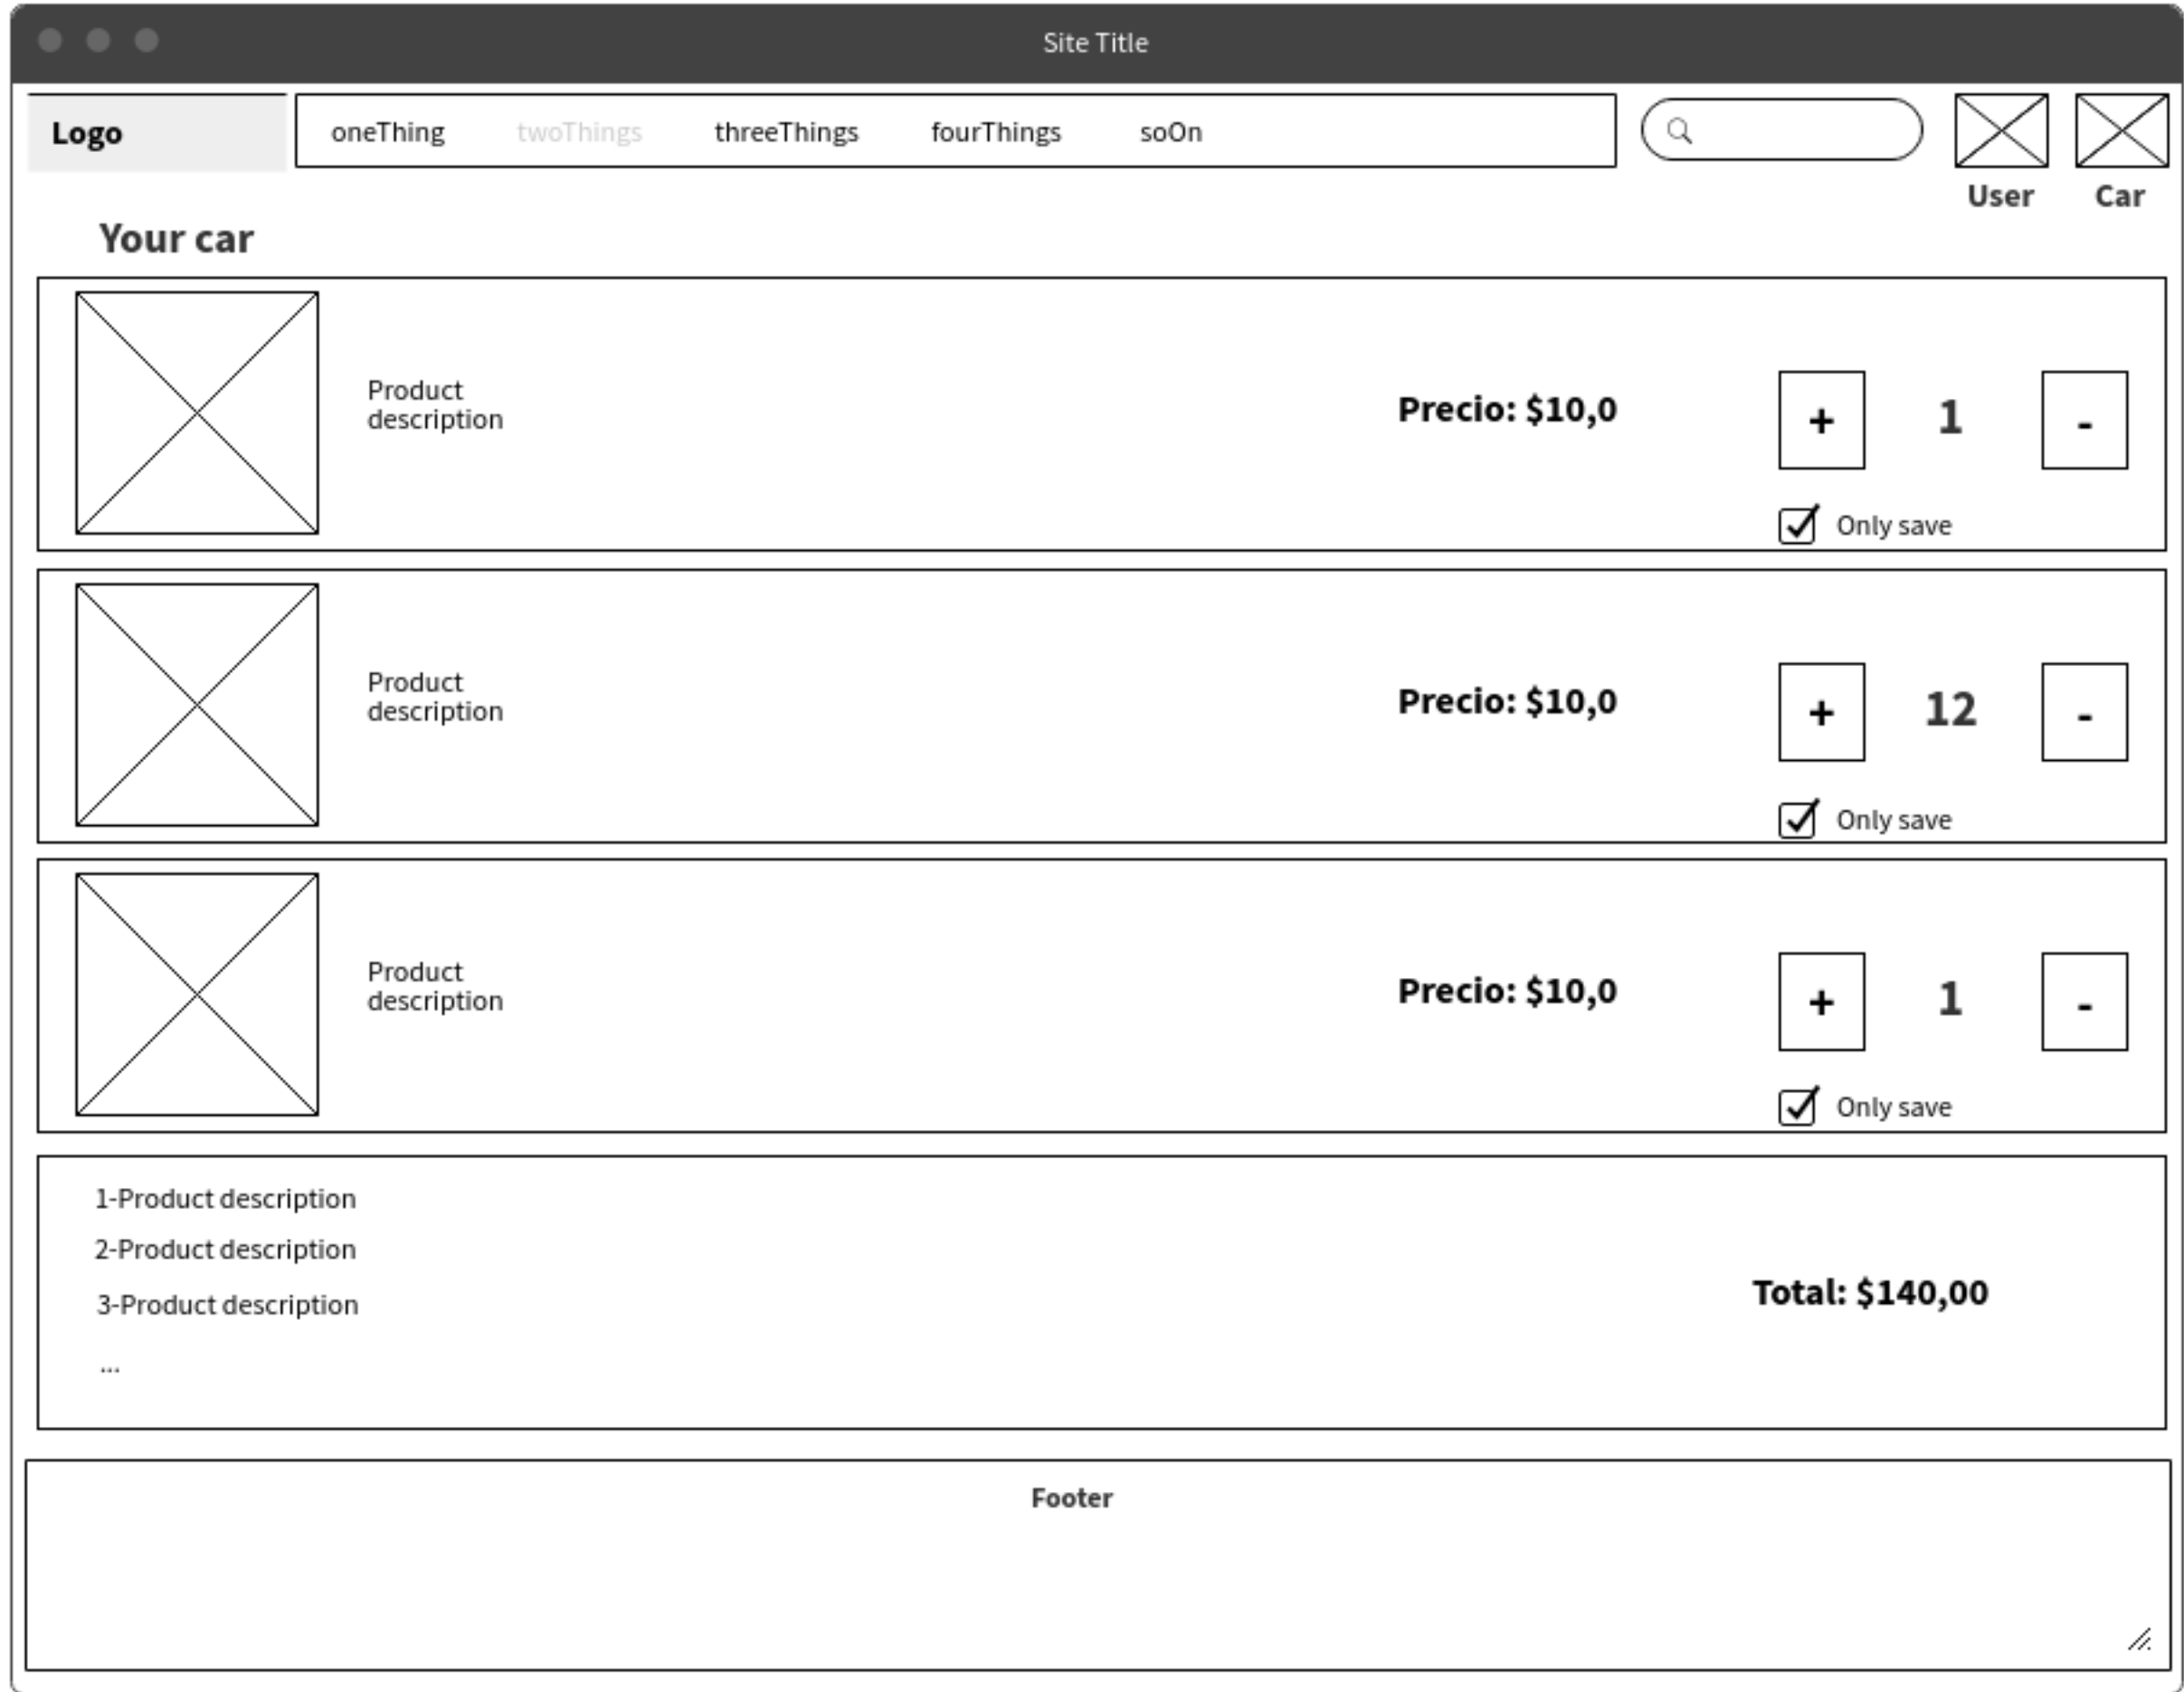 Site Title
Logo
oneThing twoThings threeThings fourThings soOn
User Car
Your car
Product
description
Precio: $10,0
+ 1 -
Only save
Product
description
Precio: $10,0
+ 12 -
Only save
Product
description
Precio: $10,0
+ 1 -
Only save
1-Product description
2-Product description
3-Product description
...
Total: $140,00
Footer